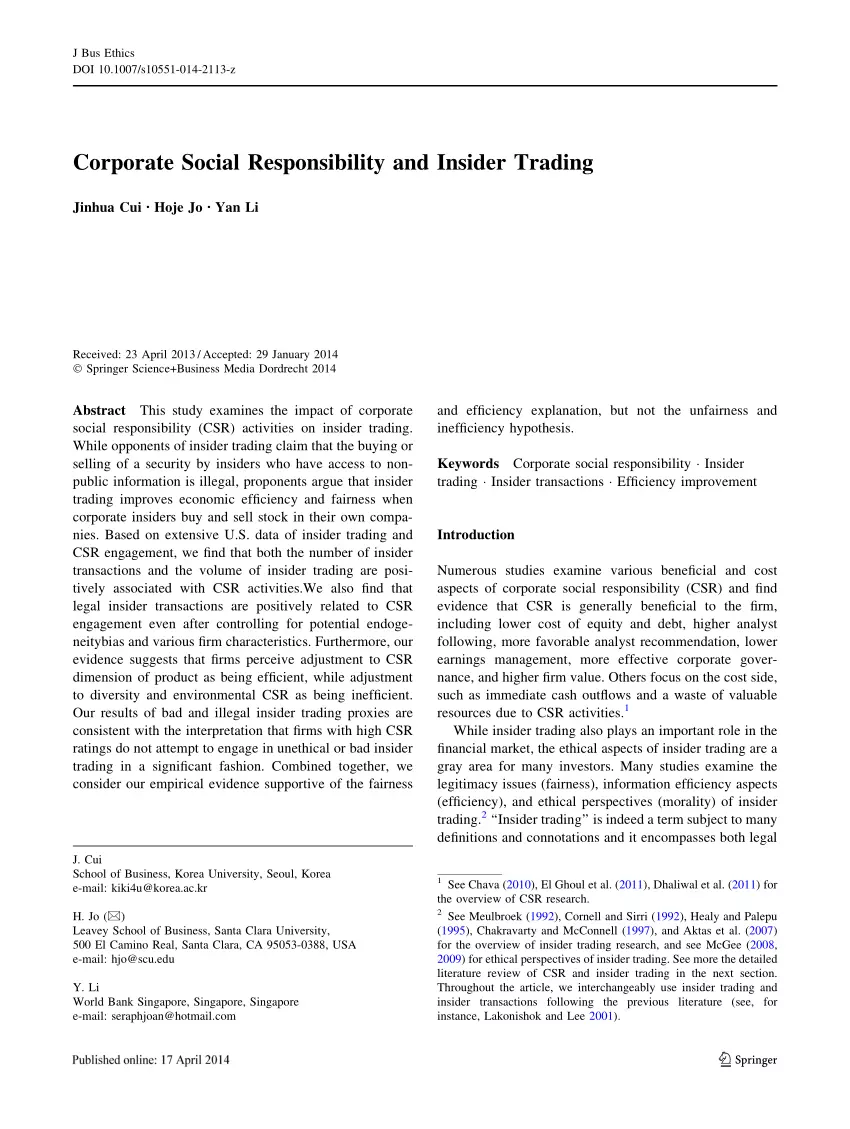 J Bus Ethics
DOI 10.1007/s10551-014-2113-z
Corporate Social Responsibility and Insider Trading
Jinhua Cui · Hoje Jo · Yan Li
Received: 23 April 2013 / Accepted: 29 January 2014
© Springer Science+Business Media Dordrecht 2014
Abstract This study examines the impact of corporate
social responsibility (CSR) activities on insider trading.
While opponents of insider trading claim that the buying or
selling of a security by insiders who have access to non-
public information is illegal, proponents argue that insider
trading improves economic efficiency and fairness when
corporate insiders buy and sell stock in their own compa-
nies. Based on extensive U.S. data of insider trading and
CSR engagement, we find that both the number of insider
transactions and the volume of insider trading are posi-
tively associated with CSR activities.We also find that
legal insider transactions are positively related to CSR
engagement even after controlling for potential endoge-
neitybias and various firm characteristics. Furthermore, our
evidence suggests that firms perceive adjustment to CSR
dimension of product as being efficient, while adjustment
to diversity and environmental CSR as being inefficient.
Our results of bad and illegal insider trading proxies are
consistent with the interpretation that firms with high CSR
ratings do not attempt to engage in unethical or bad insider
trading in a significant fashion. Combined together, we
consider our empirical evidence supportive of the fairness
and efficiency explanation, but not the unfairness and
inefficiency hypothesis.
Keywords Corporate social responsibility · Insider
trading · Insider transactions · Efficiency improvement
Introduction
Numerous studies examine various beneficial and cost
aspects of corporate social responsibility (CSR) and find
evidence that CSR is generally beneficial to the firm,
including lower cost of equity and debt, higher analyst
following, more favorable analyst recommendation, lower
earnings management, more effective corporate gover-
nance, and higher firm value. Others focus on the cost side,
such as immediate cash outflows and a waste of valuable
resources due to CSR activities.1
While insider trading also plays an important role in the
financial market, the ethical aspects of insider trading are a
gray area for many investors. Many studies examine the
legitimacy issues (fairness), information efficiency aspects
(efficiency), and ethical perspectives (morality) of insider
trading.2 “Insider trading” is indeed a term subject to many
definitions and connotations and it encompasses both legal
J. Cui
School of Business, Korea University, Seoul, Korea
e-mail: kiki4u@korea.ac.kr
H. Jo (✉)
Leavey School of Business, Santa Clara University,
500 El Camino Real, Santa Clara, CA 95053-0388, USA
e-mail: hjo@scu.edu
Y. Li
World Bank Singapore, Singapore, Singapore
e-mail: seraphjoan@hotmail.com
1 See Chava (2010), El Ghoul et al. (2011), Dhaliwal et al. (2011) for
the overview of CSR research.
2 See Meulbroek (1992), Cornell and Sirri (1992), Healy and Palepu
(1995), Chakravarty and McConnell (1997), and Aktas et al. (2007)
for the overview of insider trading research, and see McGee (2008,
2009) for ethical perspectives of insider trading. See more the detailed
literature review of CSR and insider trading in the next section.
Throughout the article, we interchangeably use insider trading and
insider transactions following the previous literature (see, for
instance, Lakonishok and Lee 2001).
Published online: 17 April 2014
Springer